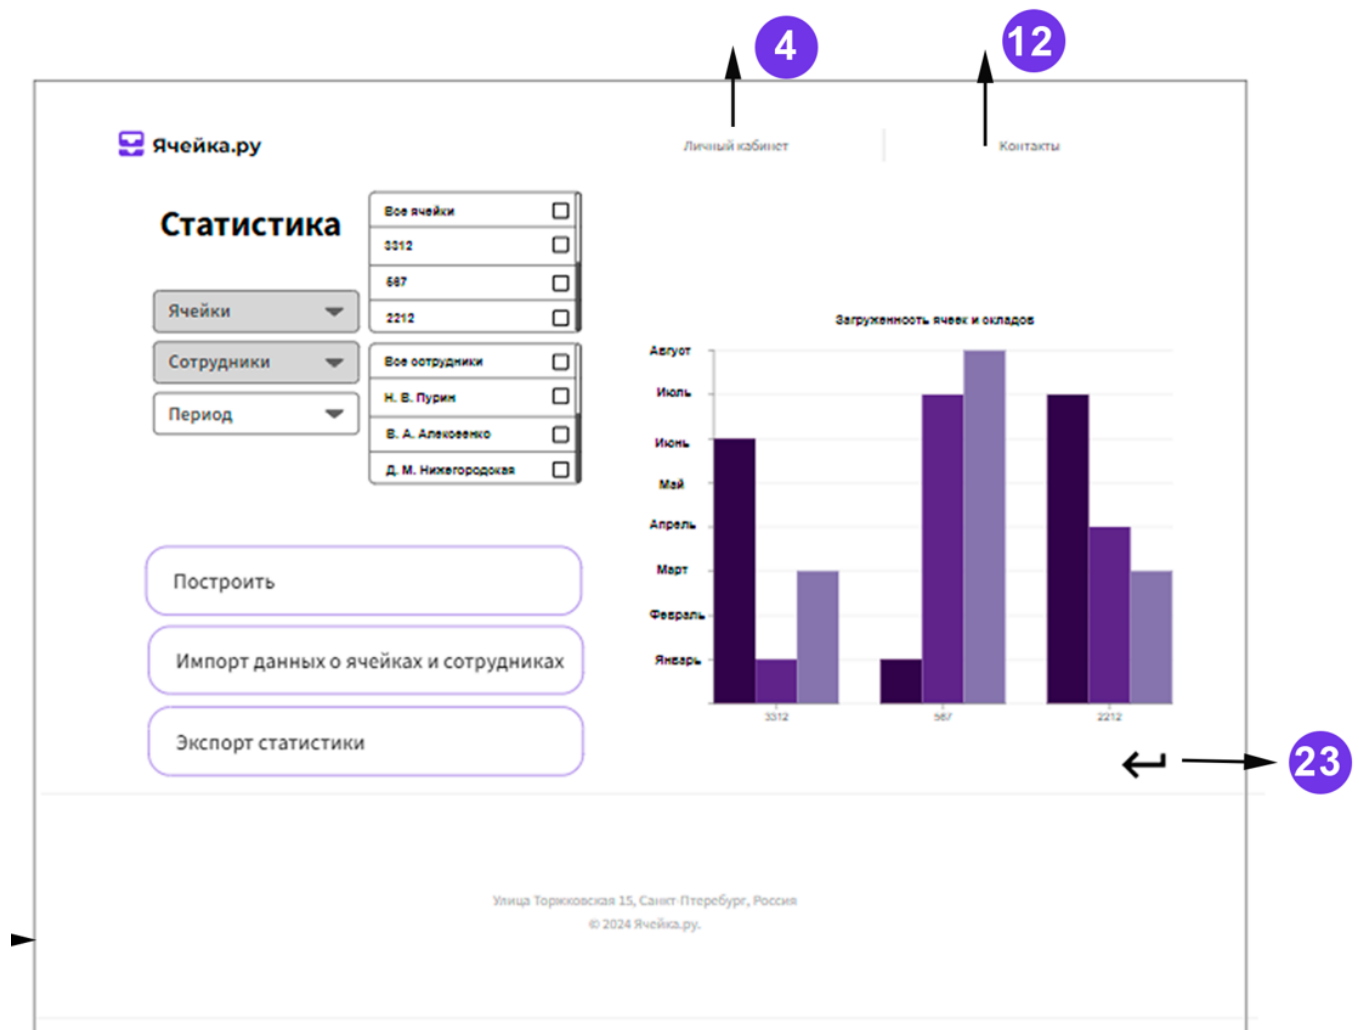 4
12
Ячейка.ру
Личный кабинет
Контакты
Статистика
Все ячейки
3312
567
2212
Ячейки
Сотрудники
Период
Все сотрудники
Н. В. Пурин
В. А. Алексеенко
Д. М. Нижегородская
Загруженность ячеек и складов
Август
Июль
Июнь
Май
Апрель
Март
Февраль
Январь
3312
567
2212
Построить
Импорт данных о ячейках и сотрудниках
Экспорт статистики
23
Улица Торжковская 15, Санкт-Птеребург, Россия
© 2024 Ячейка.ру.